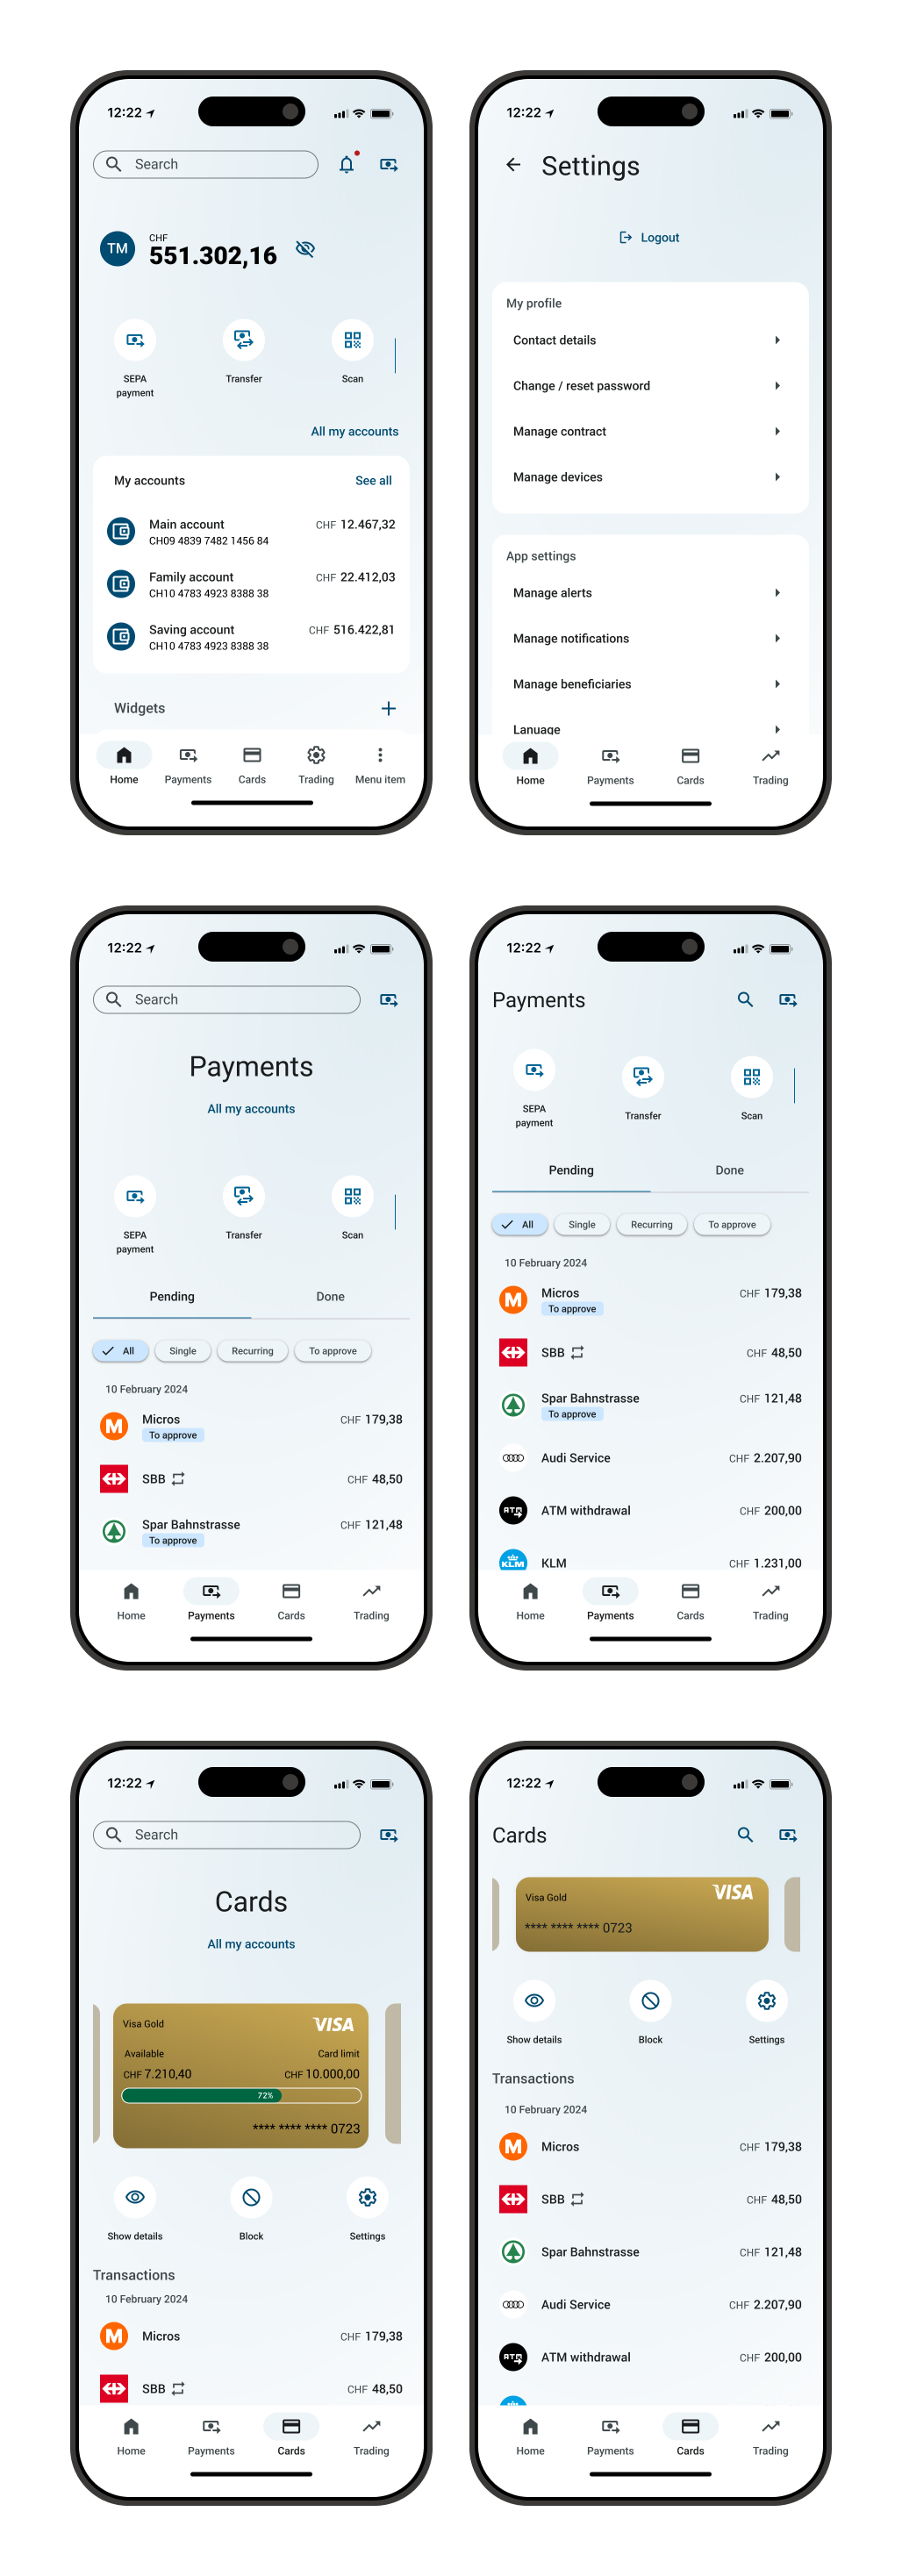 12:22
Search
TM
CHF
551.302,16
SEPA
payment
Transfer
Scan
All my accounts
My accounts
See all
Main account
CHF 12.467,32
CH09 4839 7482 1456 84
Family account
CHF 22.412,03
CH10 4783 4923 8388 38
Saving account
CHF 516.422,81
CH10 4783 4923 8388 38
Widgets
Home
Payments
Cards
Trading
Menu item
12:22
Settings
Logout
My profile
Contact details
Change / reset password
Manage contract
Manage devices
App settings
Manage alerts
Manage notifications
Manage beneficiaries
Lanuage
Home
Payments
Cards
Trading
12:22
Search
Payments
All my accounts
SEPA
payment
Transfer
Scan
Pending
Done
All
Single
Recurring
To approve
10 February 2024
M
Micros
CHF 179,38
To approve
SBB
CHF 48,50
Spar Bahnstrasse
CHF 121,48
To approve
Home
Payments
Cards
Trading
12:22
Payments
SEPA
payment
Transfer
Scan
Pending
Done
All
Single
Recurring
To approve
10 February 2024
M
Micros
CHF 179,38
To approve
SBB
CHF 48,50
Spar Bahnstrasse
CHF 121,48
To approve
Audi Service
CHF 2.207,90
ATM
ATM withdrawal
CHF 200,00
KLM
KLM
CHF 1.231,00
Home
Payments
Cards
Trading
12:22
Search
Cards
All my accounts
Visa Gold
VISA
Available
Card limit
CHF 7.210,40
CHF 10.000,00
72%
**** **** **** 0723
Show details
Block
Settings
Transactions
10 February 2024
M
Micros
CHF 179,38
SBB
CHF 48,50
Home
Payments
Cards
Trading
12:22
Cards
Visa Gold
VISA
**** **** **** 0723
Show details
Block
Settings
Transactions
10 February 2024
M
Micros
CHF 179,38
SBB
CHF 48,50
Spar Bahnstrasse
CHF 121,48
Audi Service
CHF 2.207,90
ATM
ATM withdrawal
CHF 200,00
Home
Payments
Cards
Trading